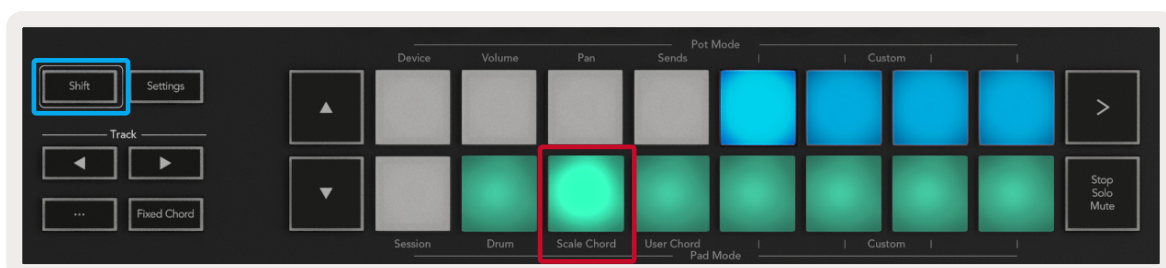 Pot Mode
Device Volume Pan Sends | | Custom | |
Shift Settings
Track
... Fixed Chord
Stop
Solo
Mute
Session Drum Scale Chord User Chord | | Custom | |
Pad Mode